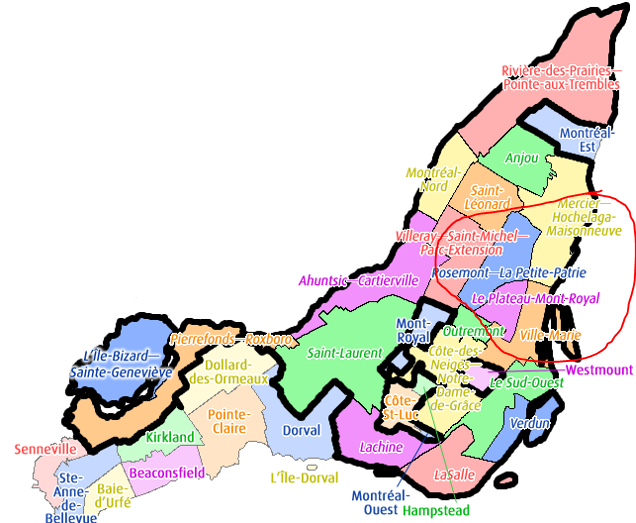 Rivière-des-Prairies—
Pointe-aux-Trembles
Montréal-
Est
Anjou
Montréal-
Nord
Saint-
Léonard
Mercier—
Hochelaga-
Maisonneuve
Villeray—Saint-Michel—
Parc-Extension
Rosemont—La Petite-Patrie
Ahuntsic-Cartierville
Le Plateau-Mont-Royal
Mont-
Royal
Outremont
Ville-Marie
L'Île-Bizard—
Sainte-Geneviève
Pierrefonds-Roxboro
Saint-Laurent
Dollard-
des-Ormeaux
Côte-des-
Neiges—
Notre-
Dame-
de-Grâce
Westmount
Le Sud-Ouest
Côte-
St-Luc
Pointe-
Claire
Dorval
Verdun
Kirkland
Senneville
Lachine
Beaconsfield
LaSalle
Ste-
Anne-
de-
Bellevue
Baie-
d'Urfé
L'Île-Dorval
Montréal-
Ouest
Hampstead